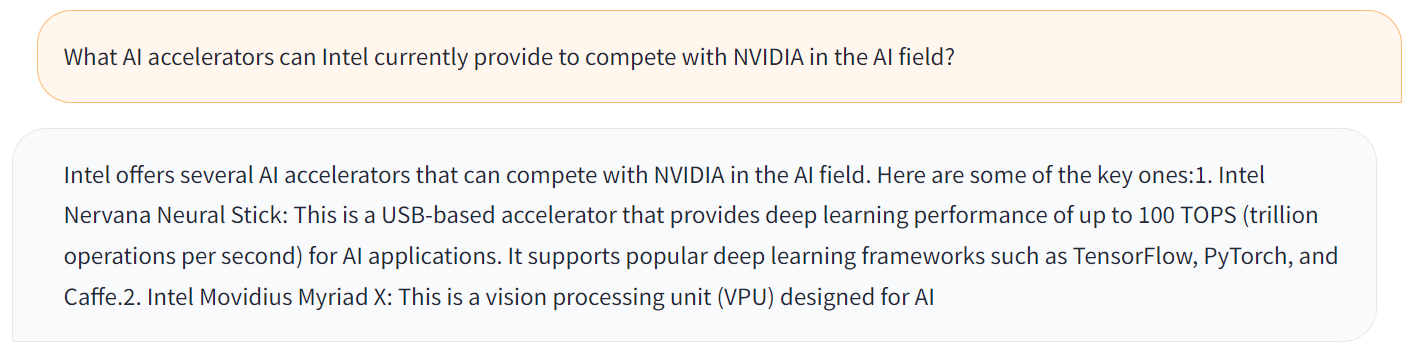 What AI accelerators can Intel currently provide to compete with NVIDIA in the AI field?
Intel offers several AI accelerators that can compete with NVIDIA in the AI field. Here are some of the key ones:1. Intel
Nervana Neural Stick: This is a USB-based accelerator that provides deep learning performance of up to 100 TOPS (trillion
operations per second) for AI applications. It supports popular deep learning frameworks such as TensorFlow, PyTorch, and
Caffe.2. Intel Movidius Myriad X: This is a vision processing unit (VPU) designed for AI